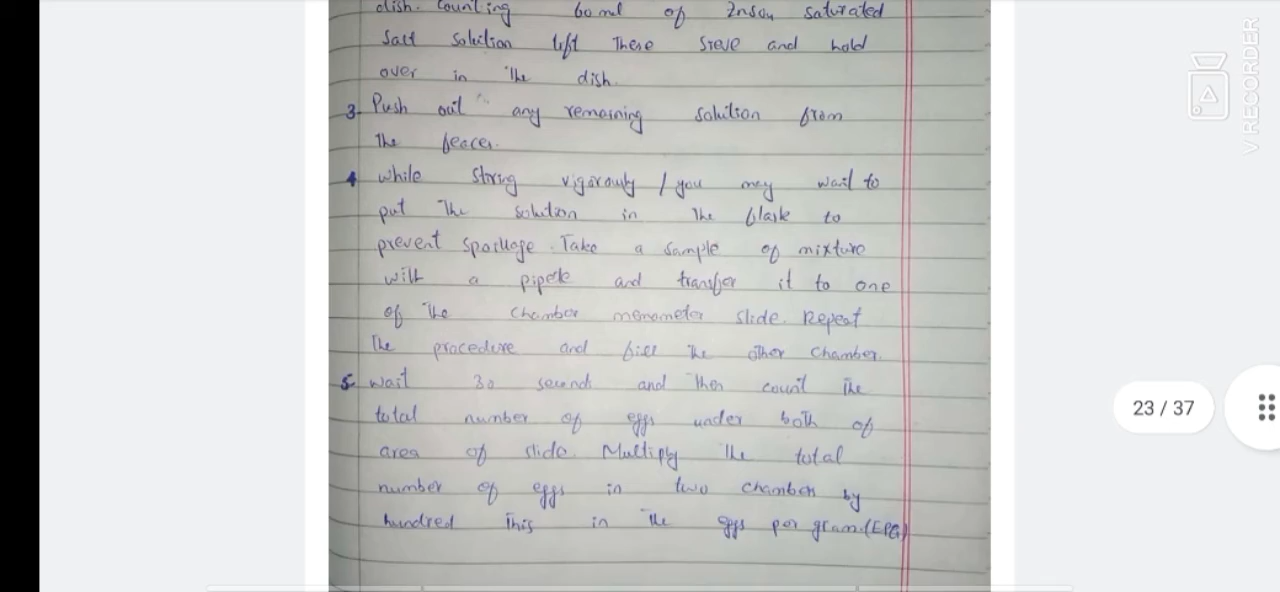 dish. Counting 60 ml of ZnSO4 saturated
Salt solution left These Sieve and hold
over in The dish.
3. Push out any remaining solution from
The feaces.
4. While string vigorously / you may wait to
put The solution in The flask to
prevent spoilage. Take a sample of mixture
with a pipete and transfer it to one
of The Chamber menometer slide. Repeat
The procedure and fill The other Chamber.
5. Wait 30 seconds and Then count The
total number of eggs under both of
area of slide. Multiply The total
number of eggs in two chambers by
hundred This in The eggs per gram.(EPG)
23 / 37
VRECORDER